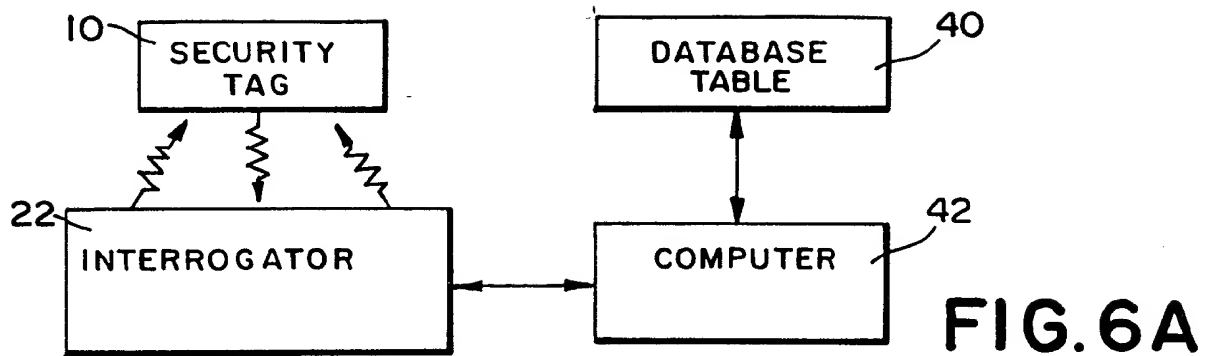 10
SECURITY
TAG
40
DATABASE
TABLE
22
INTERROGATOR
42
COMPUTER
FIG.6A